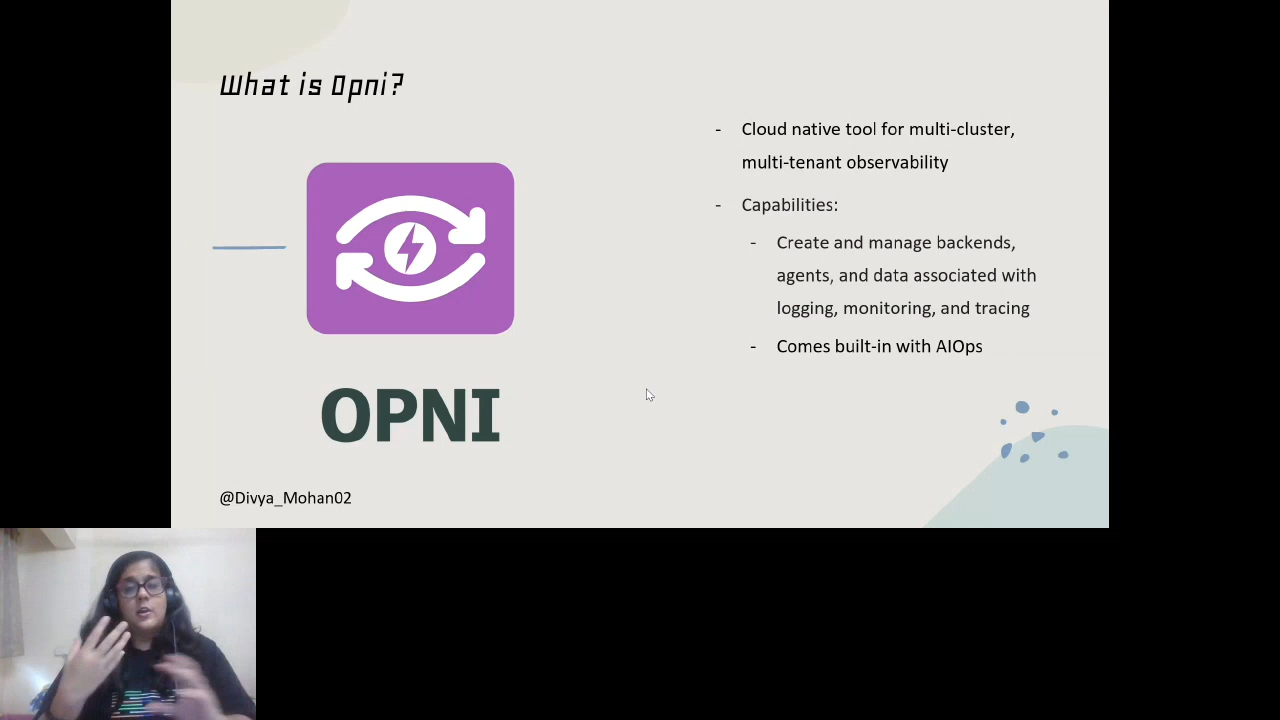 What is Opni?
- Cloud native tool for multi-cluster,
multi-tenant observability
- Capabilities:
- Create and manage backends,
agents, and data associated with
logging, monitoring, and tracing
- Comes built-in with AIOps
OPNI
@Divya_Mohan02